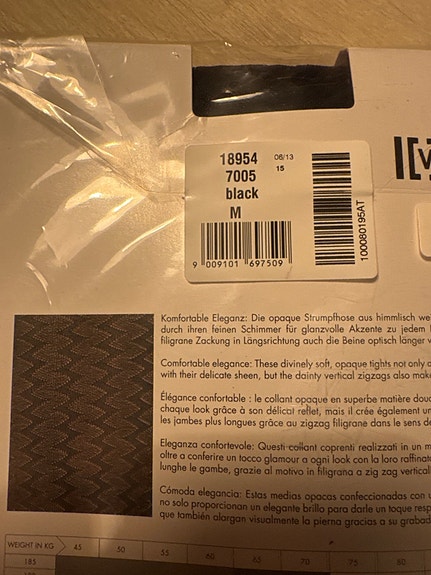 18954 06/13
7005 15
black
M
9 009101 697509
100080195AT
Komfortable Eleganz: Die opaque Strumpfhose aus himmlisch we
durch ihren feinen Schimmer für glanzvolle Akzente zu jedem
filigrane Zackung in Längsrichtung auch die Beine optisch länger
Comfortable elegance: These divinely soft, opaque tights not only
with their delicate sheen, but the dainty vertical zigzags also make
Élégance confortable : le collant opaque en superbe matière dou
chaque look grâce à son délicat reflet, mais il crée également un
les jambes plus longues grâce au zigzag filigrane dans le sens de
Eleganza confortevole: Questi collant coprenti realizzati in un m
oltre a conferire un tocco glamour a ogni look con la loro raffinat
lunghe le gambe, grazie al motivo in filigrana a zig zag vertical
Cómoda elegancia: Estas medias opacas confeccionadas con
no solo proporcionan un elegante brillo para darle un toque resp
que también alargan visualmente la pierna gracias a su grabad
WEIGHT IN KG 45 50 55 60 65 70 75 80
185